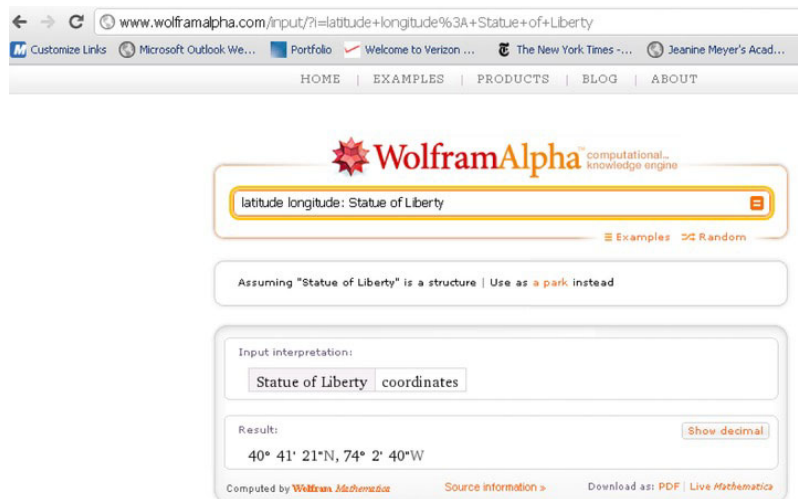 www.wolframalpha.com/input/?i=latitude+longitude%3A+Statue+of+Liberty
Customize Links Microsoft Outlook We... Portfolio Welcome to Verizon ... The New York Times -... Jeanine Meyer's Acad...
HOME | EXAMPLES | PRODUCTS | BLOG | ABOUT
WolframAlpha computational... knowledge engine
latitude longitude: Statue of Liberty
Examples Random
Assuming "Statue of Liberty" is a structure | Use as a park instead
Input interpretation:
Statue of Liberty coordinates
Result:
Show decimal
40° 41' 21"N, 74° 2' 40"W
Computed by Wolfram Mathematica Source information » Download as: PDF | Live Mathematica